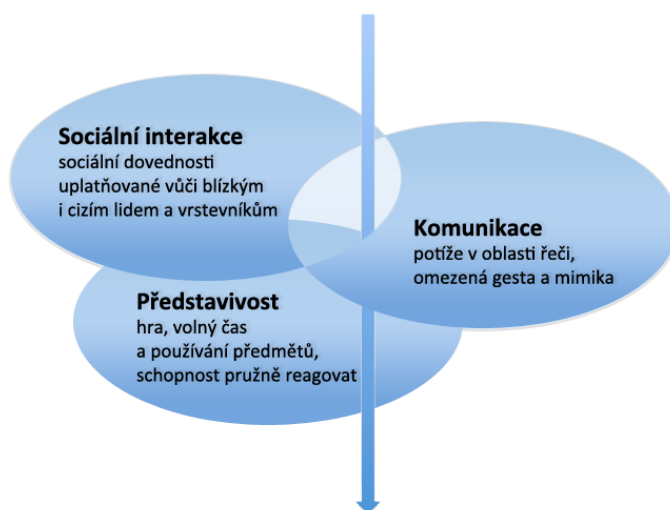 Sociální interakce
sociální dovednosti
uplatňované vůči blízkým
i cizím lidem a vrstevníkům
Komunikace
potíže v oblasti řeči,
omezená gesta a mimika
Představivost
hra, volný čas
a používání předmětů,
schopnost pružně reagovat